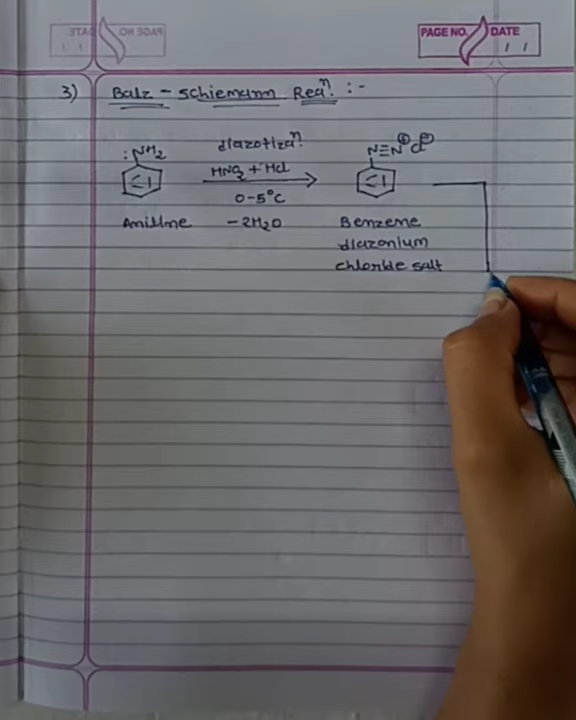 PAGE NO. DATE
/ /
3) Balz - Schiemann Reaⁿ. :-
:NH₂ diazotizaⁿ. N≡N⊕ Cl⊖
HNO₂ + HCl
0-5°C
Aniline -2H₂O Benzene
diazonium
chloride salt